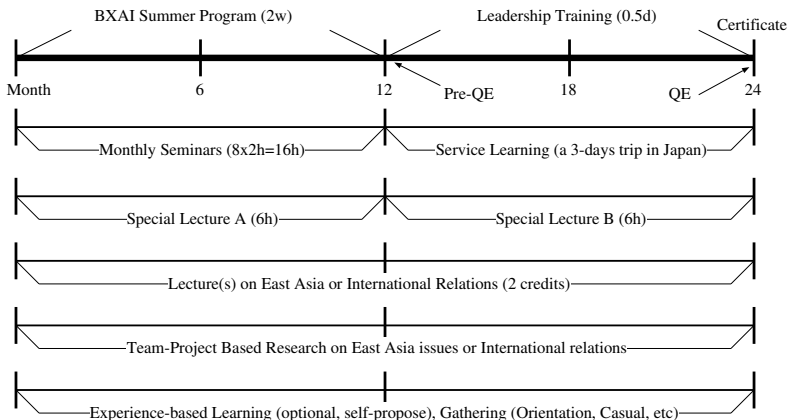 BXAI Summer Program (2w)
Leadership Training (0.5d)
Certificate
Month
6
12
18
24
Pre-QE
QE
Monthly Seminars (8x2h=16h)
Service Learning (a 3-days trip in Japan)
Special Lecture A (6h)
Special Lecture B (6h)
Lecture(s) on East Asia or International Relations (2 credits)
Team-Project Based Research on East Asia issues or International relations
Experience-based Learning (optional, self-propose), Gathering (Orientation, Casual, etc)